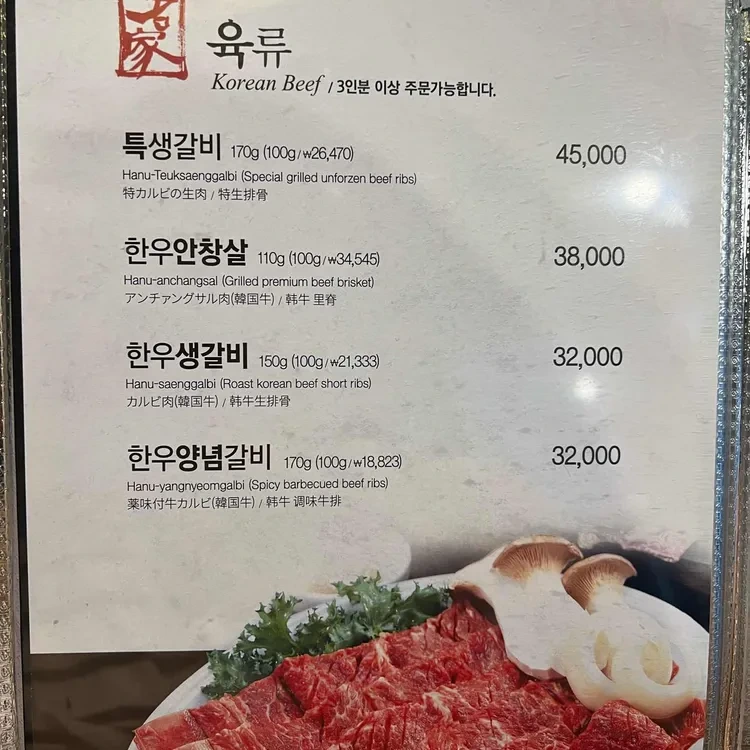 名家
육류
Korean Beef / 3인분 이상 주문가능합니다.
특생갈비 170g (100g/₩26,470) 45,000
Hanu-Teuksaenggalbi (Special grilled unforzen beef ribs)
特カルビの生肉 / 特生排骨
한우안창살 110g (100g/₩34,545) 38,000
Hanu-anchangsal (Grilled premium beef brisket)
アンチャングサル肉(韓国牛) / 韩牛 里脊
한우생갈비 150g (100g/₩21,333) 32,000
Hanu-saenggalbi (Roast korean beef short ribs)
カルビ肉(韓国牛) / 韩牛生排骨
한우양념갈비 170g (100g/₩18,823) 32,000
Hanu-yangnyeomgalbi (Spicy barbecued beef ribs)
薬味付牛カルビ(韓国牛) / 韩牛 调味牛排